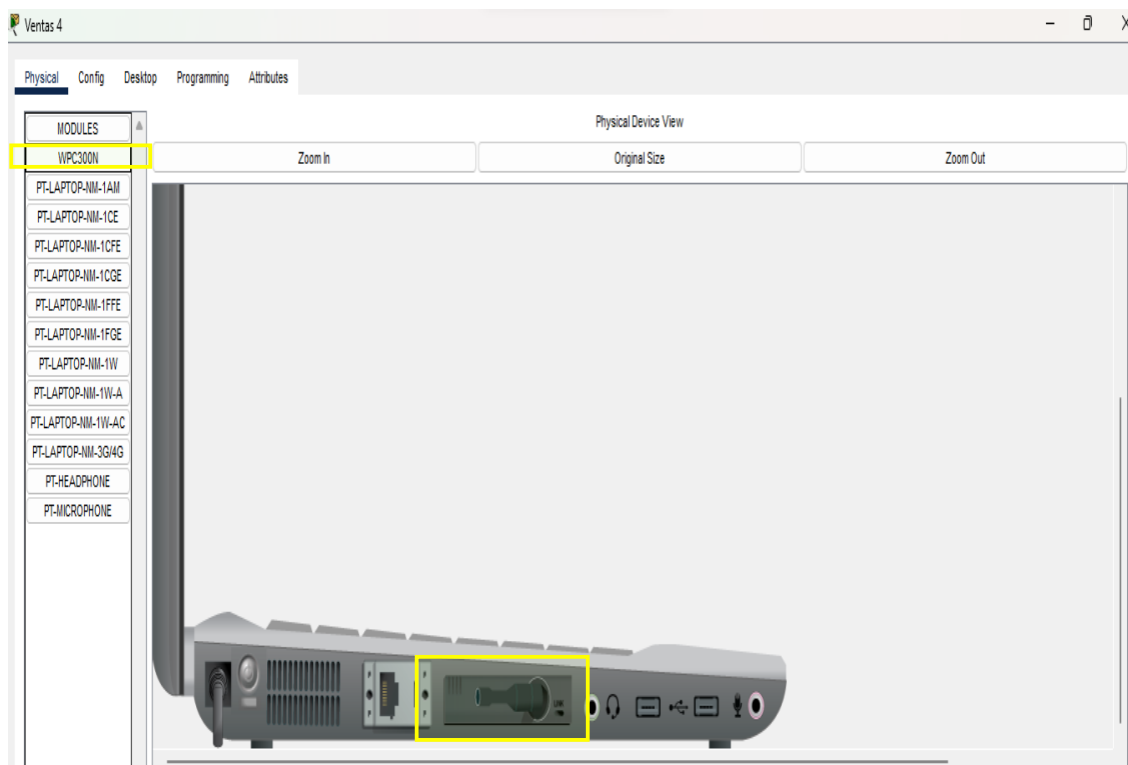 Ventas 4
Physical Config Desktop Programming Attributes
MODULES
WPC300N
PT-LAPTOP-NM-1AM
PT-LAPTOP-NM-1CE
PT-LAPTOP-NM-1CFE
PT-LAPTOP-NM-1CGE
PT-LAPTOP-NM-1FFE
PT-LAPTOP-NM-1FGE
PT-LAPTOP-NM-1W
PT-LAPTOP-NM-1W-A
PT-LAPTOP-NM-1W-AC
PT-LAPTOP-NM-3G/4G
PT-HEADPHONE
PT-MICROPHONE
Physical Device View
Zoom In Original Size Zoom Out